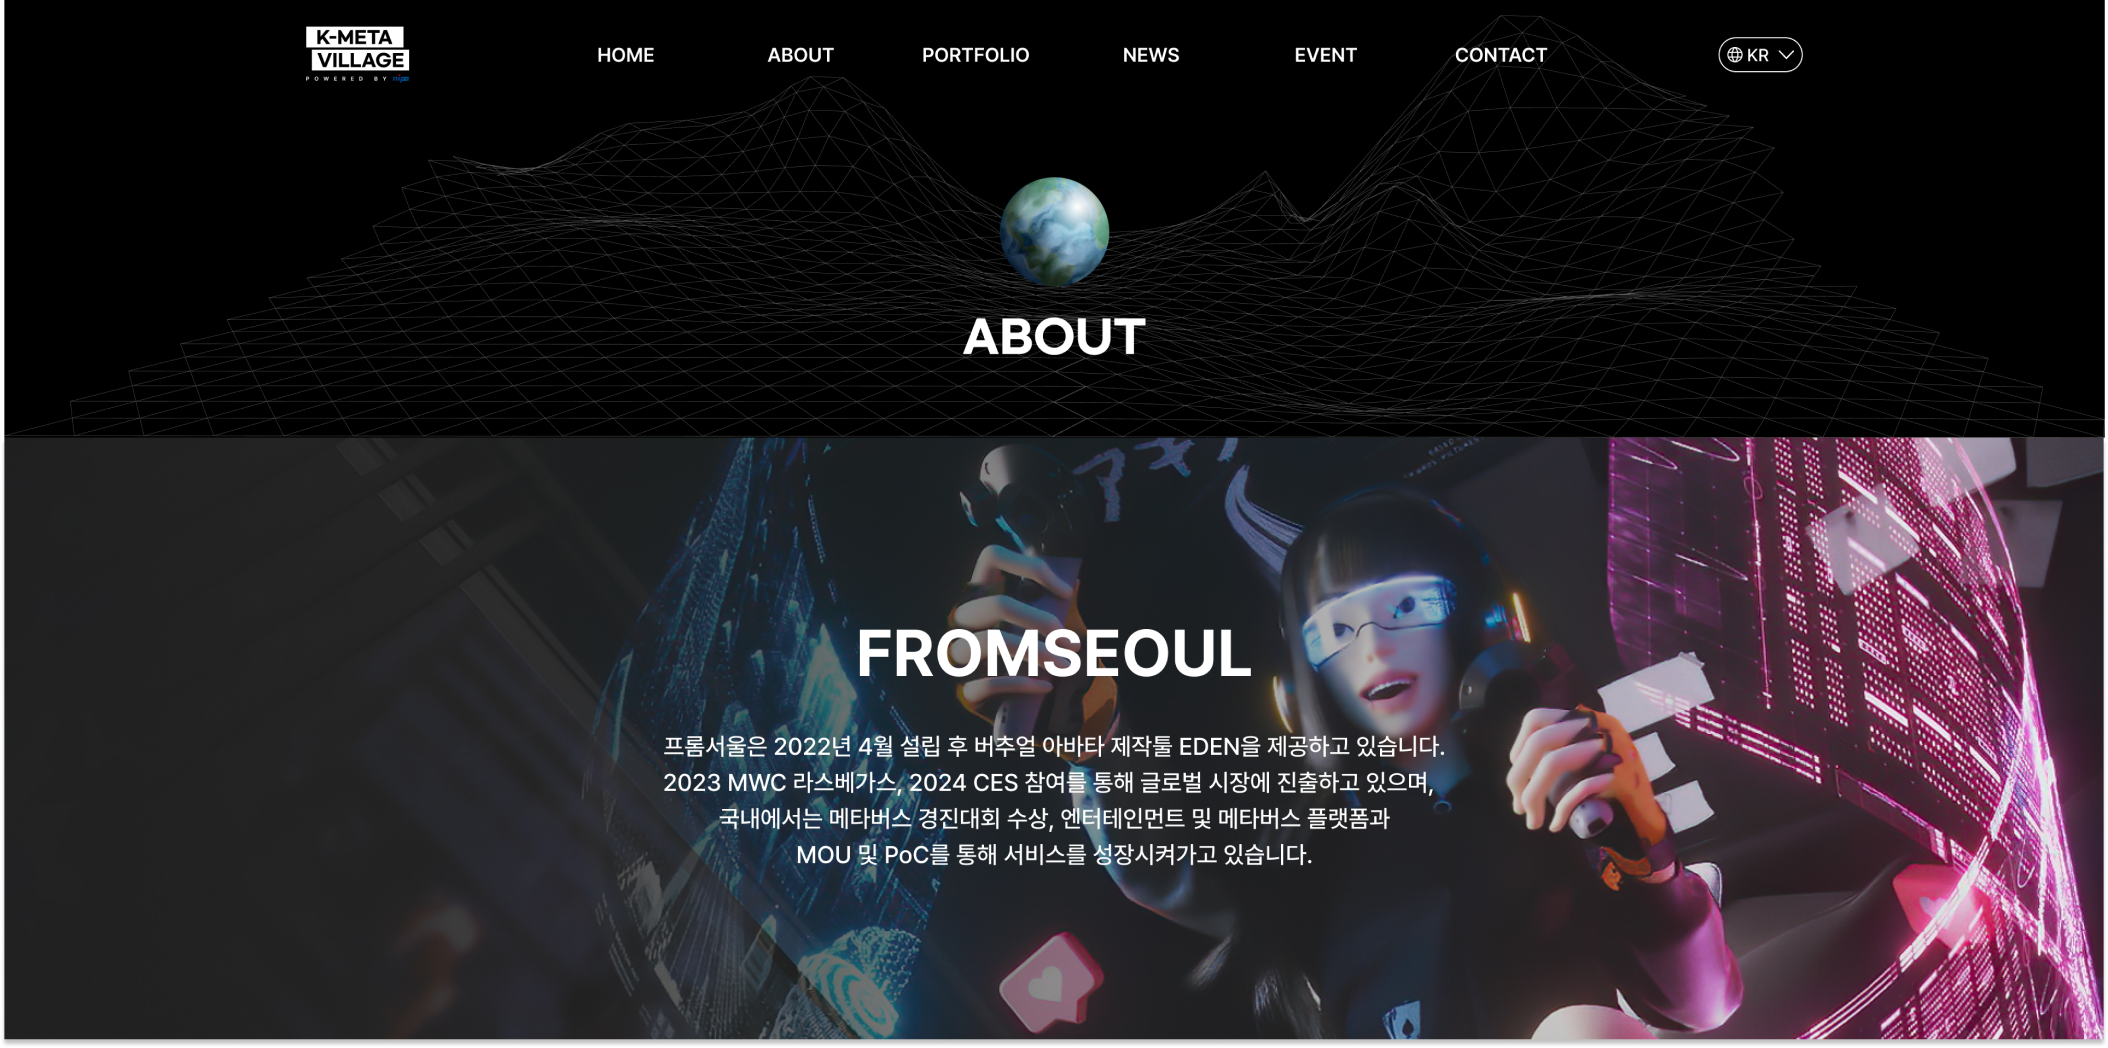 K-META
VILLAGE
POWERED BY nipa
HOME
ABOUT
PORTFOLIO
NEWS
EVENT
CONTACT
KR
ABOUT
FROMSEOUL
프롬서울은 2022년 4월 설립 후 버추얼 아바타 제작툴 EDEN을 제공하고 있습니다.
2023 MWC 라스베가스, 2024 CES 참여를 통해 글로벌 시장에 진출하고 있으며,
국내에서는 메타버스 경진대회 수상, 엔터테인먼트 및 메타버스 플랫폼과
MOU 및 PoC를 통해 서비스를 성장시켜가고 있습니다.